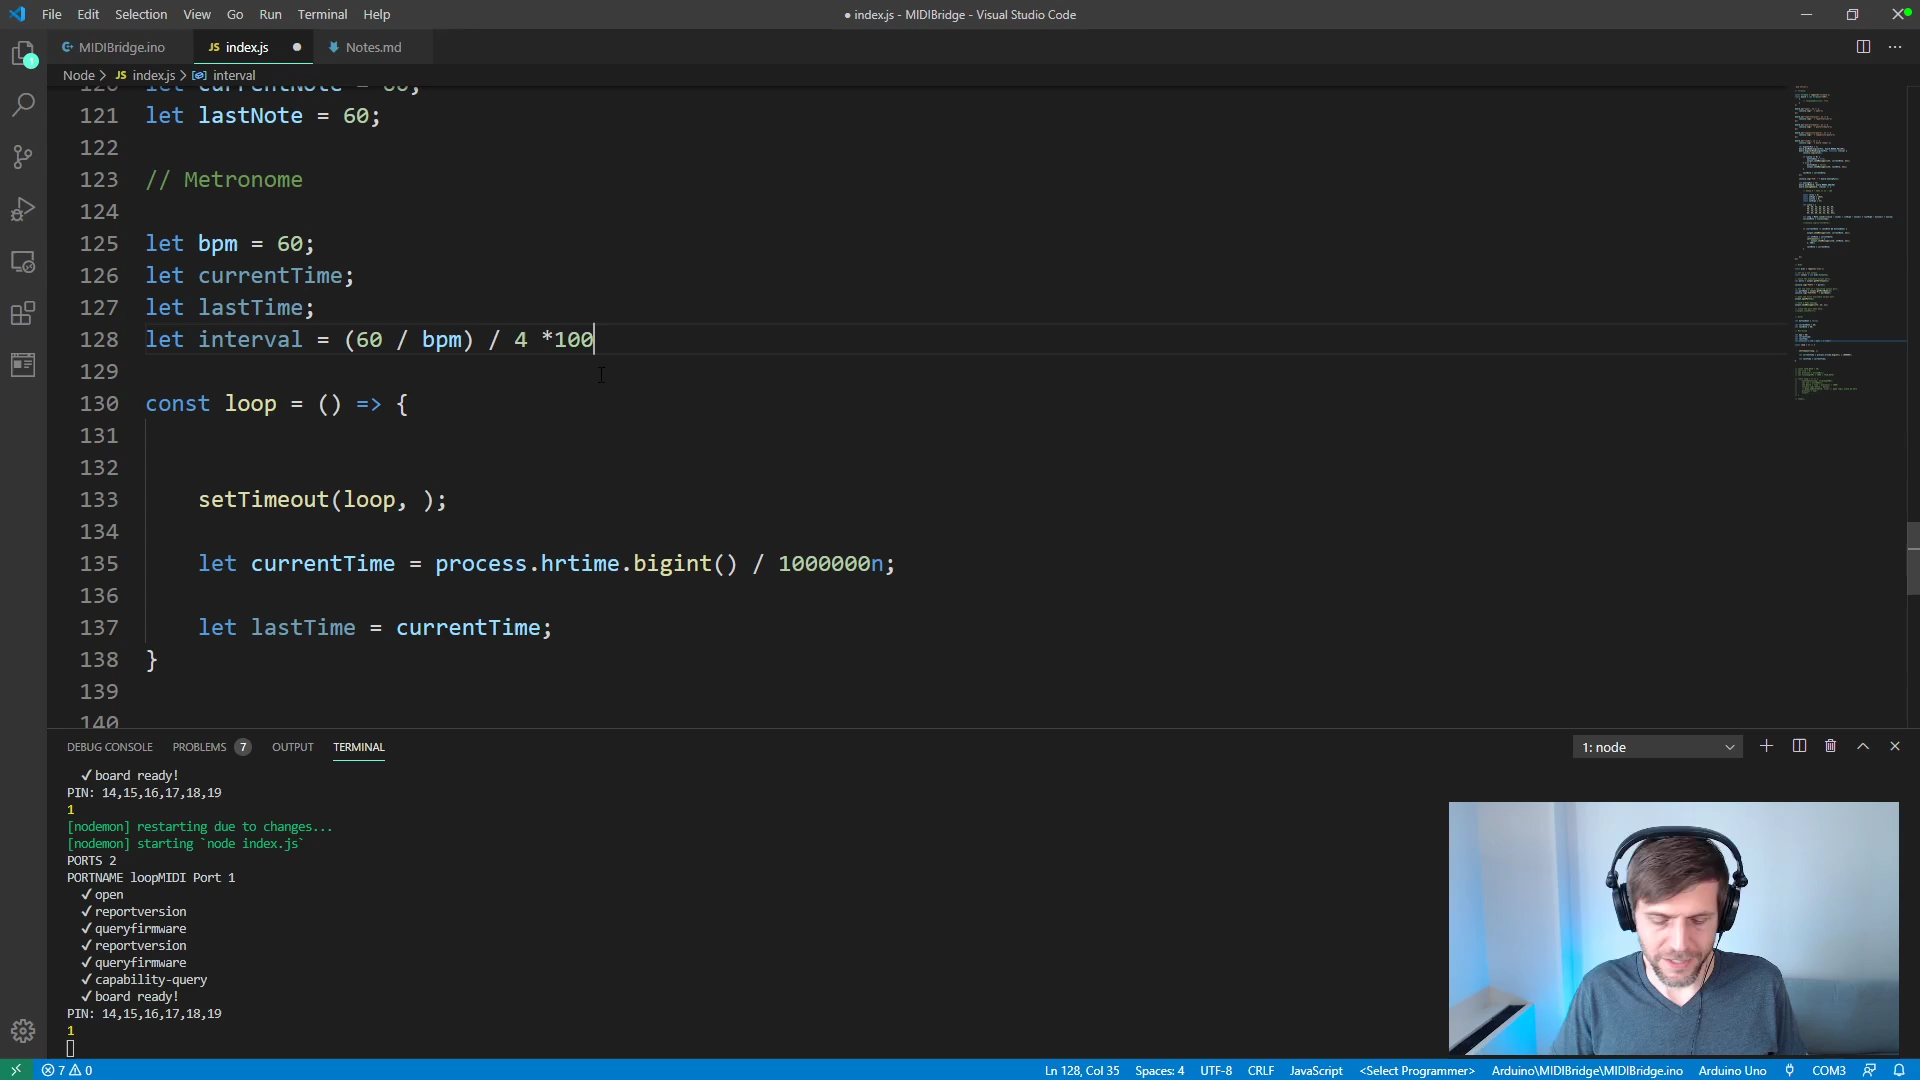 File Edit Selection View Go Run Terminal Help
● index.js - MIDIBridge - Visual Studio Code
MIDIBridge.ino JS index.js Notes.md
Node > JS index.js > interval
120 let currentNote = 60;
121 let lastNote = 60;
122
123 // Metronome
124
125 let bpm = 60;
126 let currentTime;
127 let lastTime;
128 let interval = (60 / bpm) / 4 *100
129
130 const loop = () => {
131
132
133 setTimeout(loop, );
134
135 let currentTime = process.hrtime.bigint() / 1000000n;
136
137 let lastTime = currentTime;
138 }
139
140
DEBUG CONSOLE PROBLEMS 7 OUTPUT TERMINAL 1: node
✓ board ready!
PIN: 14,15,16,17,18,19
1
[nodemon] restarting due to changes...
[nodemon] starting `node index.js`
PORTS 2
PORTNAME loopMIDI Port 1
✓ open
✓ reportversion
✓ queryfirmware
✓ reportversion
✓ queryfirmware
✓ capability-query
✓ board ready!
PIN: 14,15,16,17,18,19
1
7 0 Ln 128, Col 35 Spaces: 4 UTF-8 CRLF JavaScript <Select Programmer> Arduino\MIDIBridge\MIDIBridge.ino Arduino Uno COM3